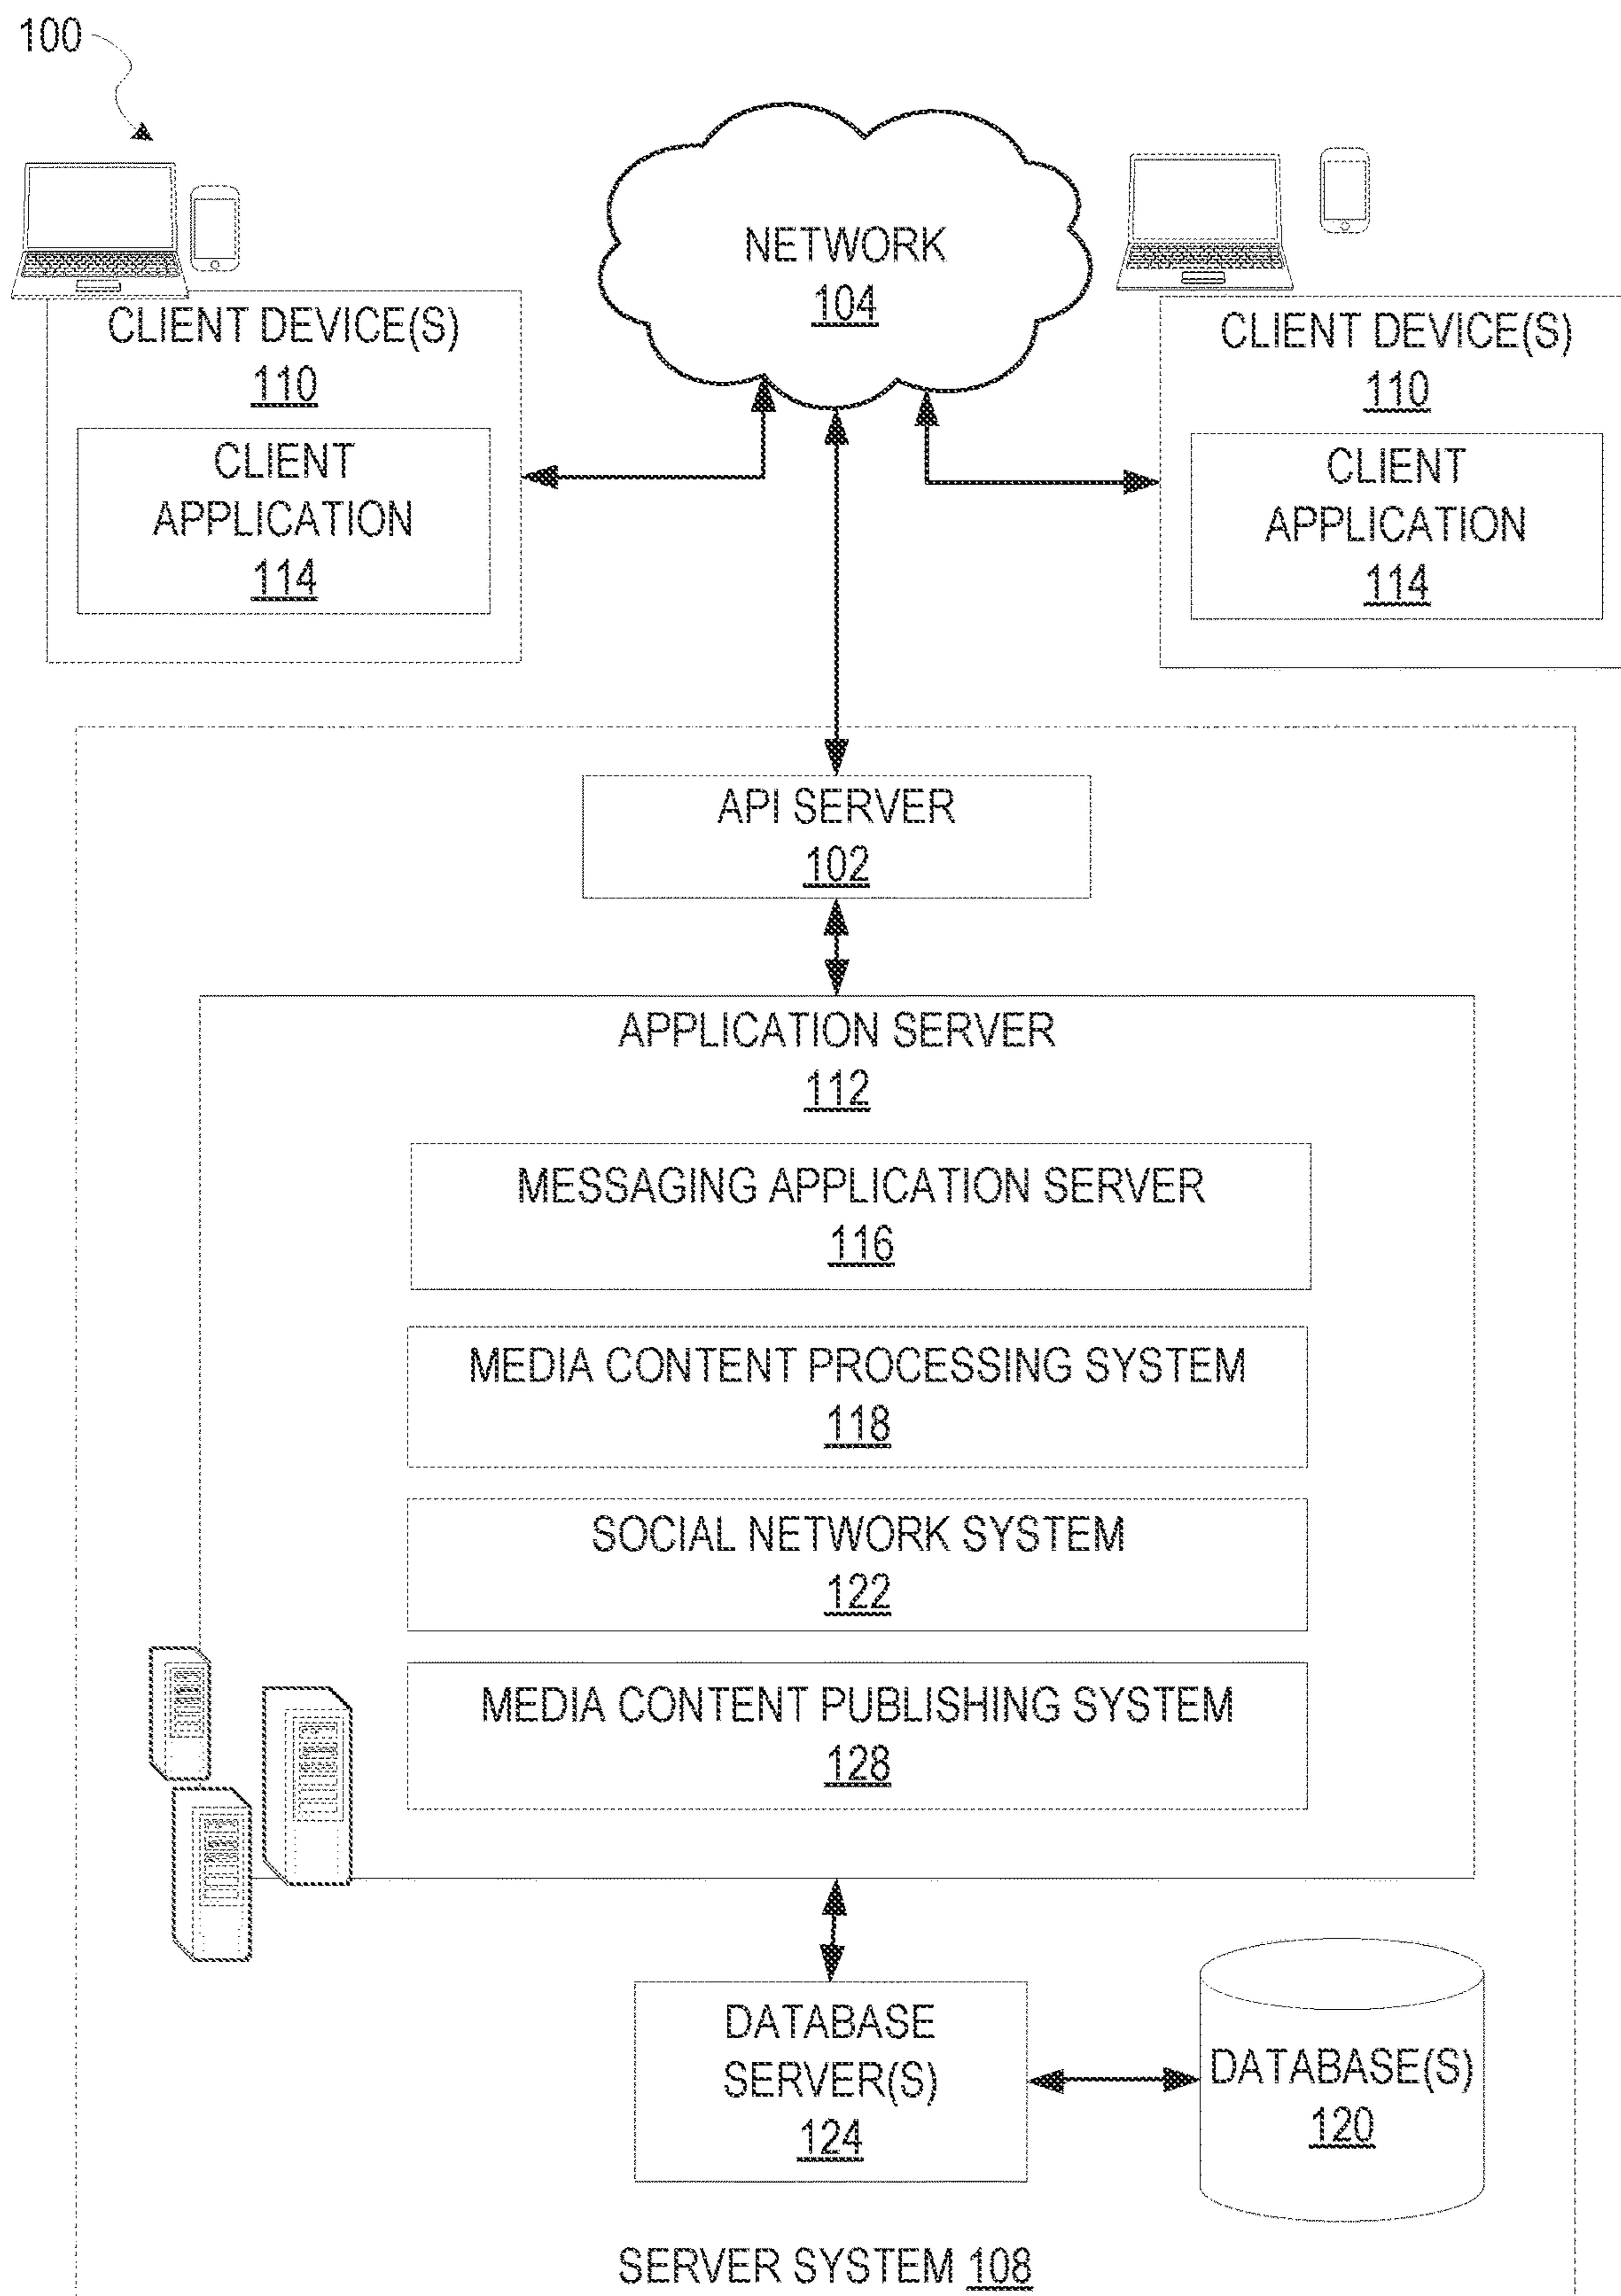 100
NETWORK
104
CLIENT DEVICE(S)
110
CLIENT
APPLICATION
114
CLIENT DEVICE(S)
110
CLIENT
APPLICATION
114
API SERVER
102
APPLICATION SERVER
112
MESSAGING APPLICATION SERVER
116
MEDIA CONTENT PROCESSING SYSTEM
118
SOCIAL NETWORK SYSTEM
122
MEDIA CONTENT PUBLISHING SYSTEM
128
DATABASE
SERVER(S)
124
DATABASE(S)
120
SERVER SYSTEM 108